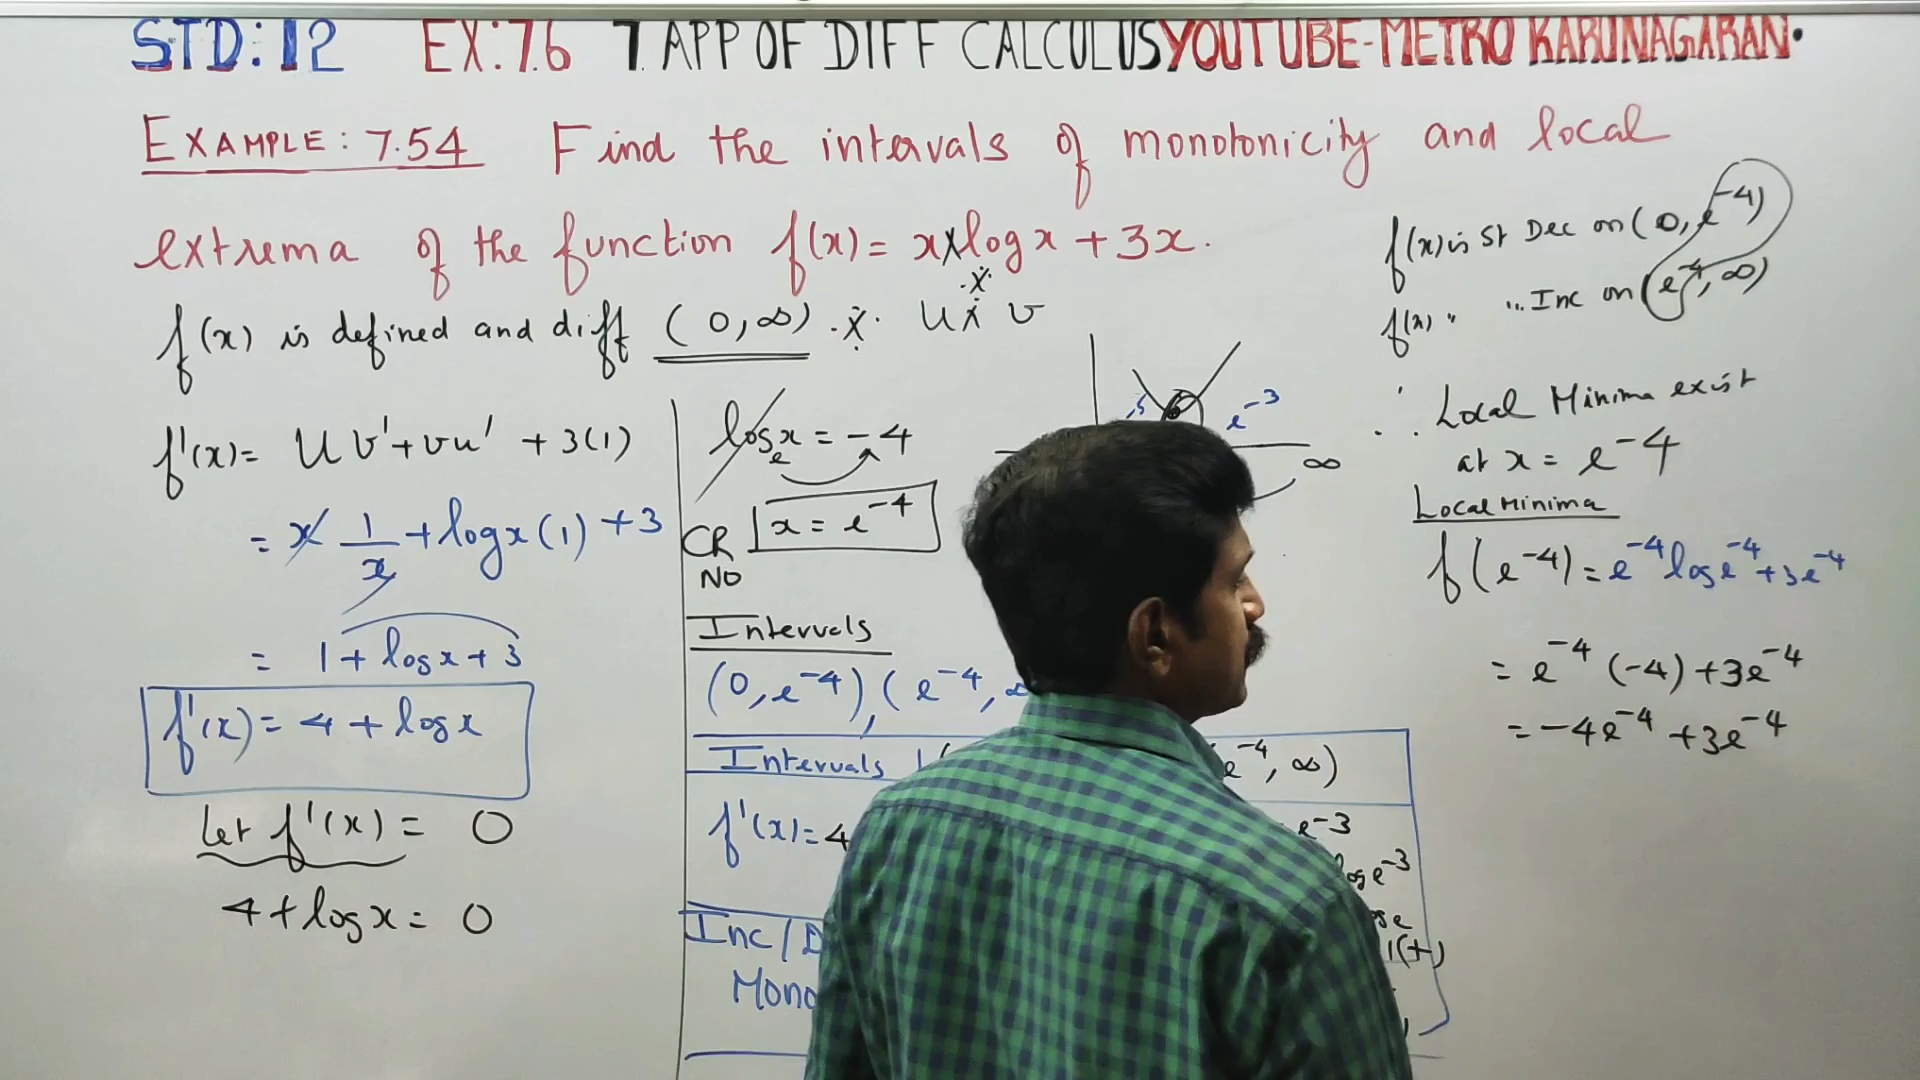 STD: 12 EX: 7.6 7. APP OF DIFF CALCULUS YOUTUBE-METRO KARUNAGARAN.
EXAMPLE: 7.54 Find the intervals of monotonicity and local
extrema of the function f(x) = x x log x + 3x.
f(x) is defined and diff (0, ∞)
u x v
f'(x) = Uv' + vu' + 3(1)
= x 1/x + log x (1) + 3
= 1 + log x + 3
f'(x) = 4 + log x
Let f'(x) = 0
4 + log x = 0
log_e x = -4
CR NO x = e^-4
Intervals
(0, e^-4), (e^-4,
Intervals
e^-4, ∞)
f'(x) = 4
e^-3
log e^-3
1(+)
Inc/D
Mono
e^-3
∞
f(x) is St Dec on (0, e^-4)
f(x) " "Inc on (e^-4, ∞)
∴ Local Minima exist
at x = e^-4
Local Minima
f(e^-4) = e^-4 log e^-4 + 3e^-4
= e^-4 (-4) + 3e^-4
= -4e^-4 + 3e^-4